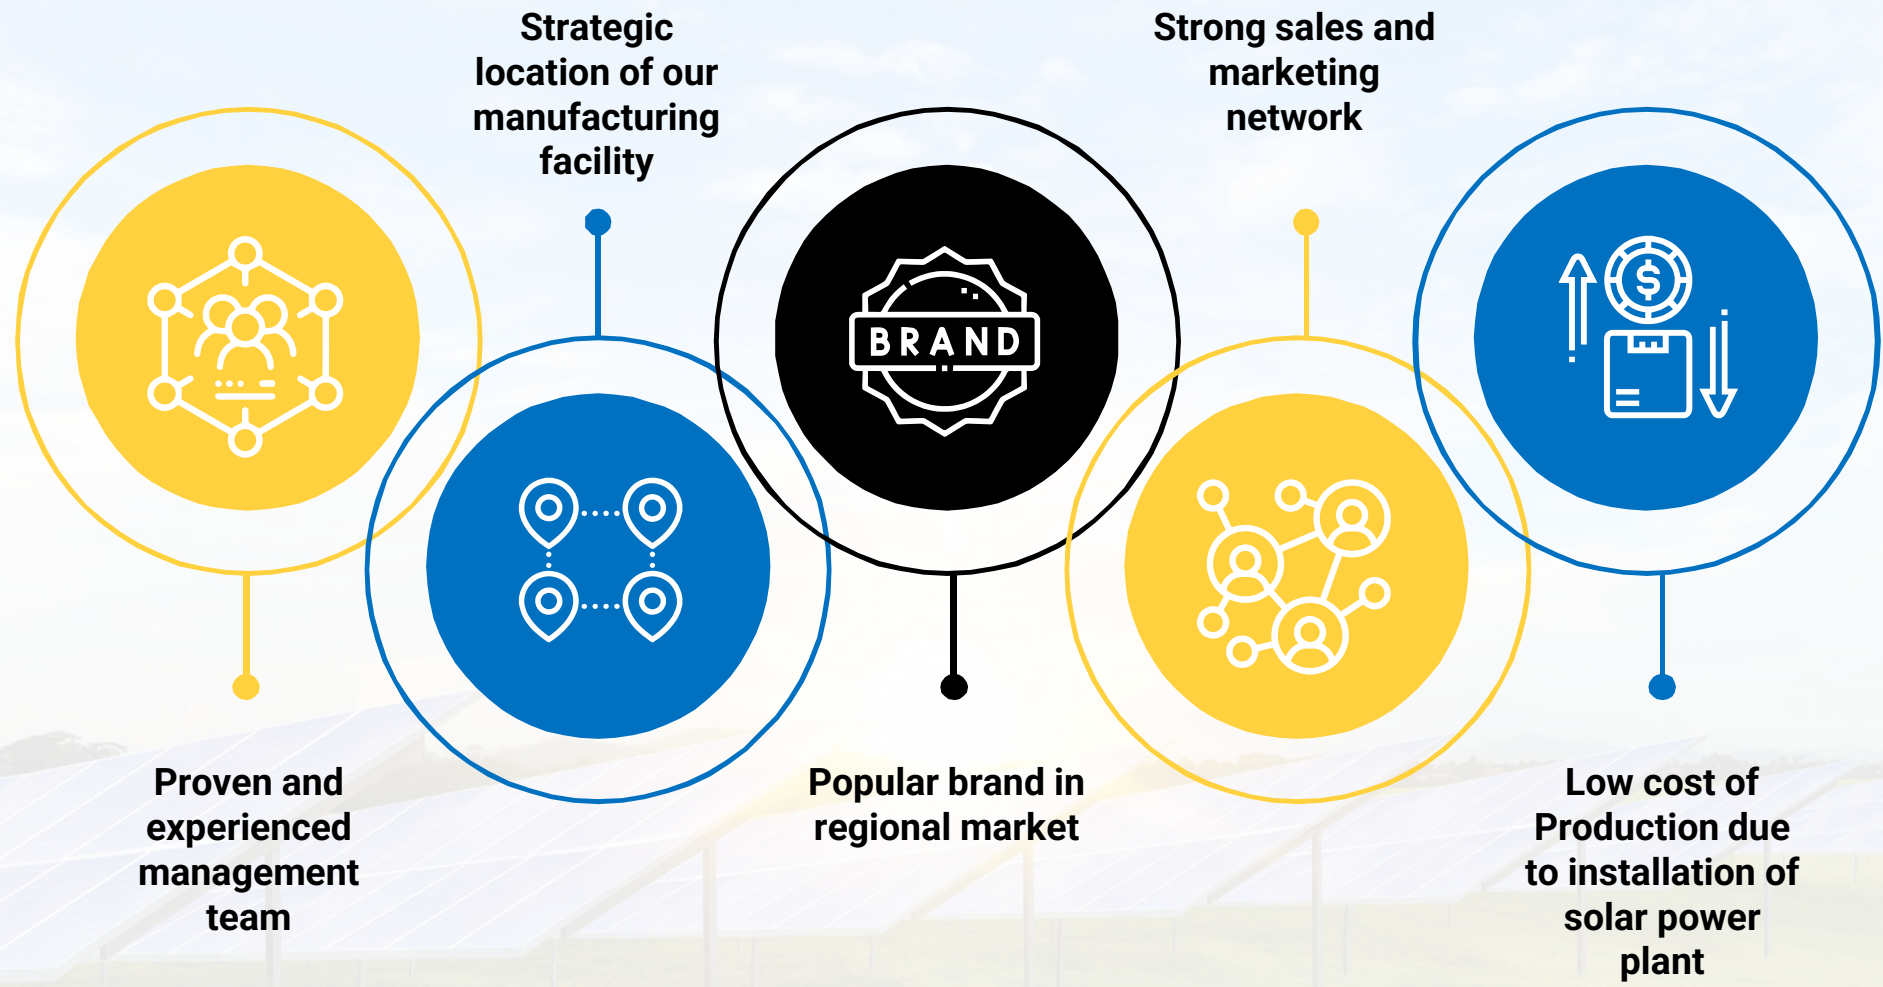 Strategic
location of our
manufacturing
facility
Strong sales and
marketing
network
BRAND
$
Proven and
experienced
management
team
Popular brand in
regional market
Low cost of
Production due
to installation of
solar power
plant